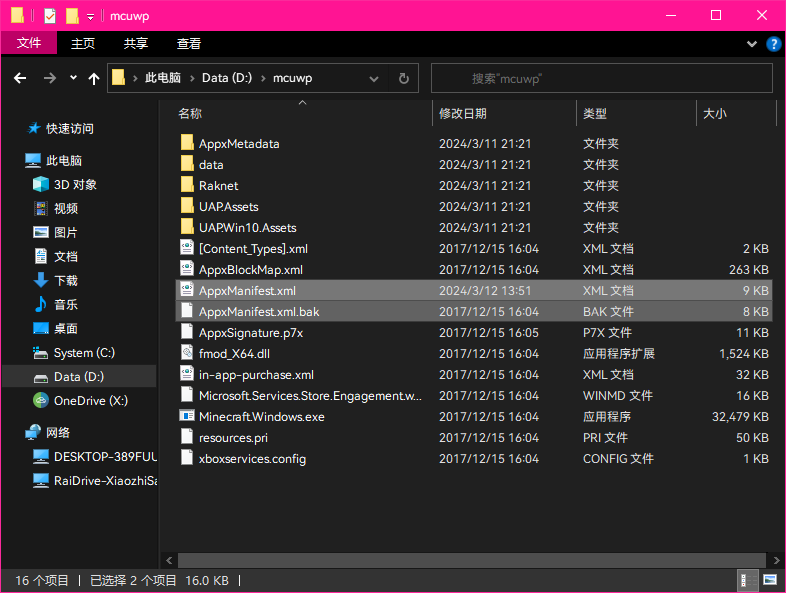 mcuwp
文件 主页 共享 查看
此电脑 Data (D:) mcuwp 搜索"mcuwp"
名称 修改日期 类型 大小
快速访问
此电脑
3D 对象
视频
图片
文档
下载
音乐
桌面
System (C:)
Data (D:)
OneDrive (X:)
网络
DESKTOP-389FUU
RaiDrive-XiaozhiSa
AppxMetadata 2024/3/11 21:21 文件夹
data 2024/3/11 21:21 文件夹
Raknet 2024/3/11 21:21 文件夹
UAP.Assets 2024/3/11 21:21 文件夹
UAP.Win10.Assets 2024/3/11 21:21 文件夹
[Content_Types].xml 2017/12/15 16:04 XML 文档 2 KB
AppxBlockMap.xml 2017/12/15 16:04 XML 文档 263 KB
AppxManifest.xml 2024/3/12 13:51 XML 文档 9 KB
AppxManifest.xml.bak 2017/12/15 16:04 BAK 文件 8 KB
AppxSignature.p7x 2017/12/15 16:05 P7X 文件 11 KB
fmod_X64.dll 2017/12/15 16:04 应用程序扩展 1,524 KB
in-app-purchase.xml 2017/12/15 16:04 XML 文档 32 KB
Microsoft.Services.Store.Engagement.w... 2017/12/15 16:04 WINMD 文件 16 KB
Minecraft.Windows.exe 2017/12/15 16:04 应用程序 32,479 KB
resources.pri 2017/12/15 16:04 PRI 文件 50 KB
xboxservices.config 2017/12/15 16:04 CONFIG 文件 1 KB
16 个项目 已选择 2 个项目 16.0 KB